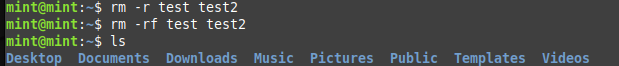 mint@mint:~$ rm -r test test2
mint@mint:~$ rm -rf test test2
mint@mint:~$ ls
Desktop  Documents  Downloads  Music  Pictures  Public  Templates  Videos